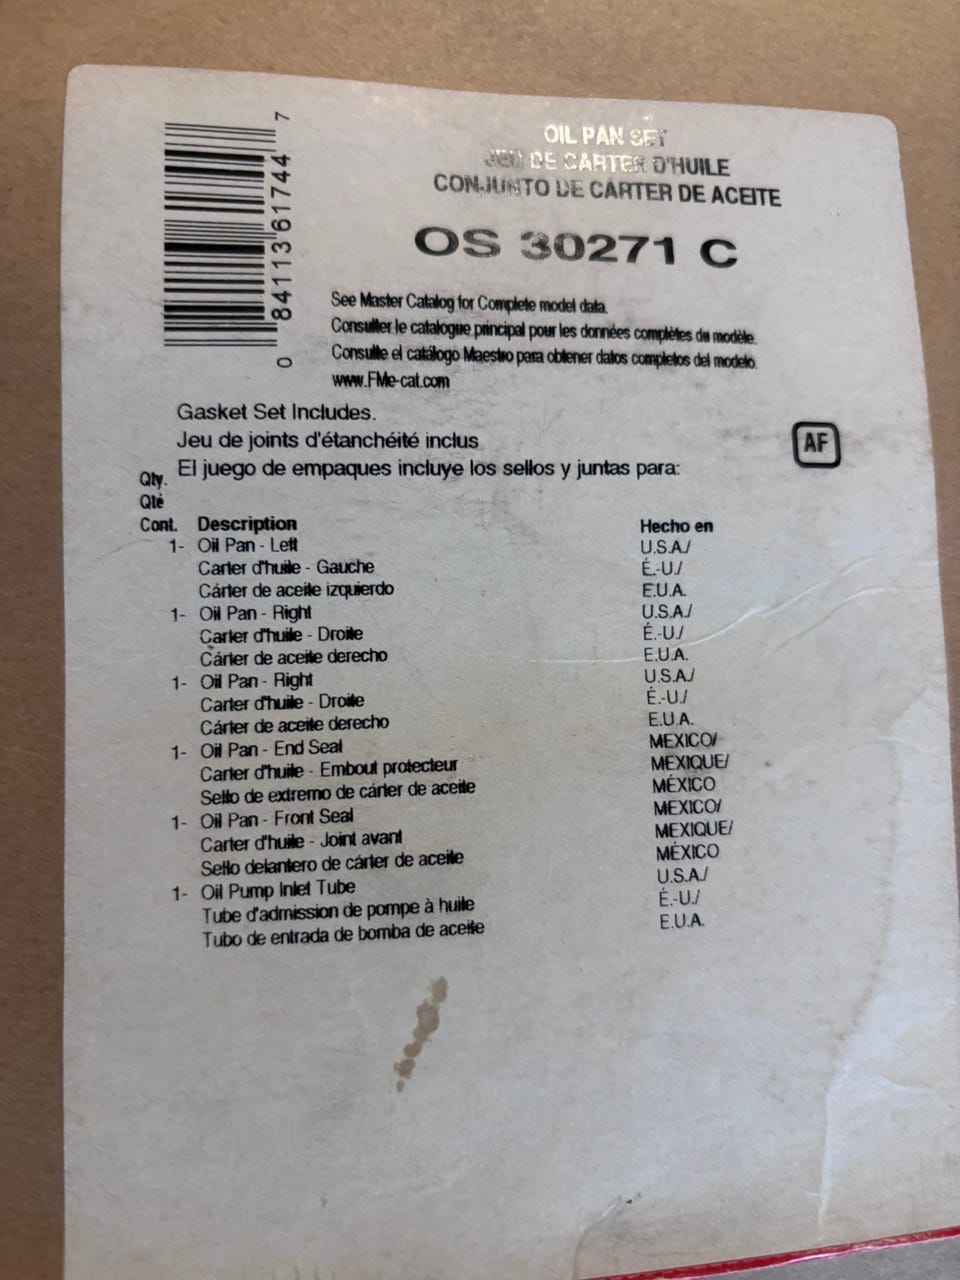 OIL PAN SET
JEU DE CARTER D'HUILE
CONJUNTO DE CÁRTER DE ACEITE
OS 30271 C
0 84113 61744 7
See Master Catalog for Complete model data.
Consulter le catalogue principal pour les données complètes du modèle.
Consulte el catálogo Maestro para obtener datos completos del modelo.
www.FMe-cat.com
Gasket Set Includes.
Jeu de joints d'étanchéité inclus
El juego de empaques incluye los sellos y juntas para:
AF
Qty.
Qté
Cont. Description Hecho en
1- Oil Pan - Left U.S.A./
Carter d'huile - Gauche É.-U./
Cárter de aceite izquierdo E.U.A.
1- Oil Pan - Right U.S.A./
Carter d'huile - Droite É.-U./
Cárter de aceite derecho E.U.A.
1- Oil Pan - Right U.S.A./
Carter d'huile - Droite É.-U./
Cárter de aceite derecho E.U.A.
1- Oil Pan - End Seal MEXICO/
Carter d'huile - Embout protecteur MEXIQUE/
Sello de extremo de cárter de aceite MÉXICO
1- Oil Pan - Front Seal MEXICO/
Carter d'huile - Joint avant MEXIQUE/
Sello delantero de cárter de aceite MÉXICO
1- Oil Pump Inlet Tube U.S.A./
Tube d'admission de pompe à huile É.-U./
Tubo de entrada de bomba de aceite E.U.A.